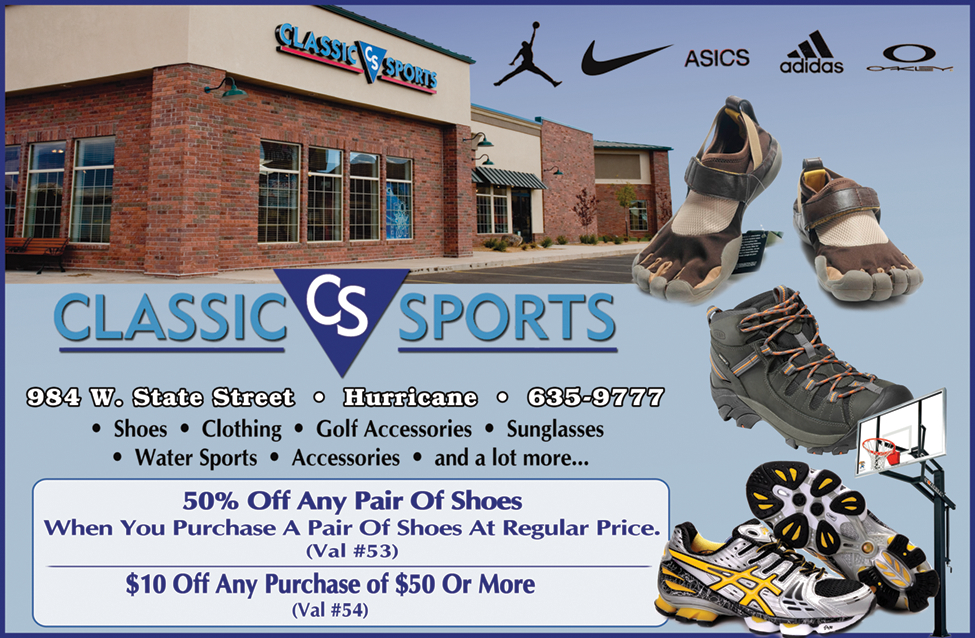 CLASSIC CS SPORTS
ASICS
adidas
OAKLEY
CLASSIC CS SPORTS
984 W. State Street • Hurricane • 635-9777
• Shoes • Clothing • Golf Accessories • Sunglasses
• Water Sports • Accessories • and a lot more...
50% Off Any Pair Of Shoes
When You Purchase A Pair Of Shoes At Regular Price.
(Val #53)
$10 Off Any Purchase of $50 Or More
(Val #54)